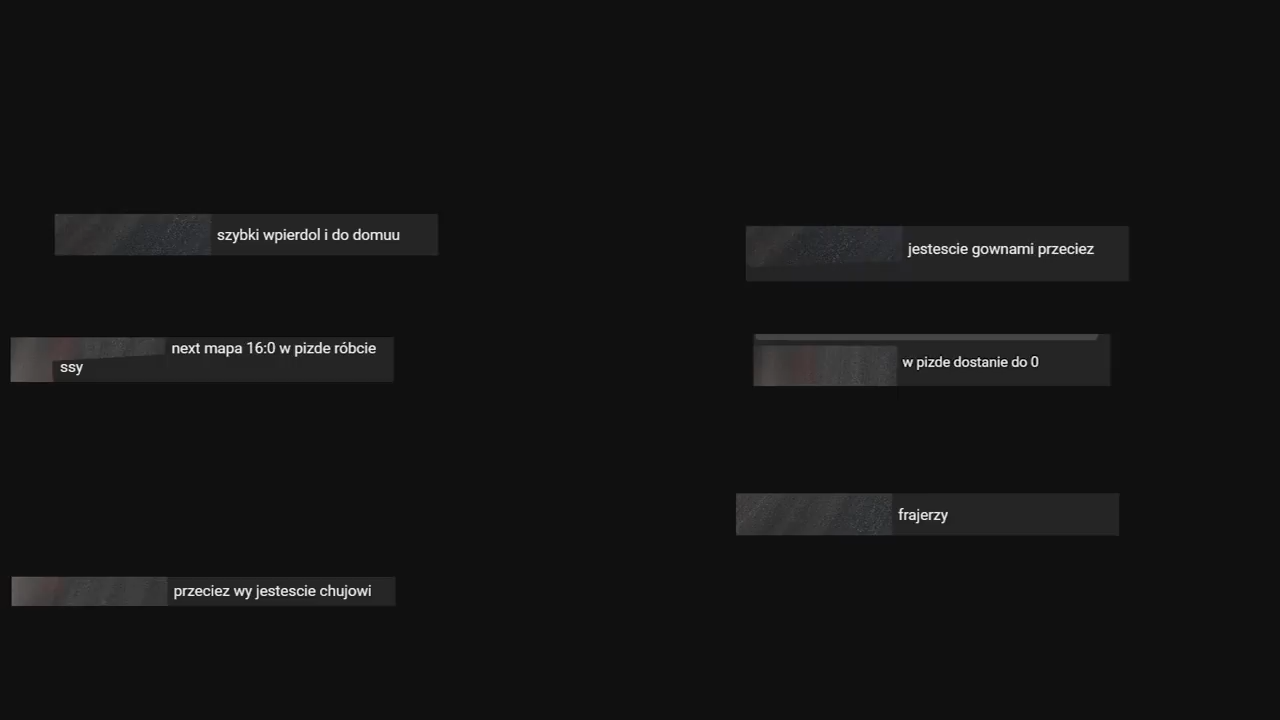 szybki wpierdol i do domuu
jestescie gownami przeciez
next mapa 16:0 w pizde róbcie
ssy
w pizde dostanie do 0
frajerzy
przeciez wy jestescie chujowi